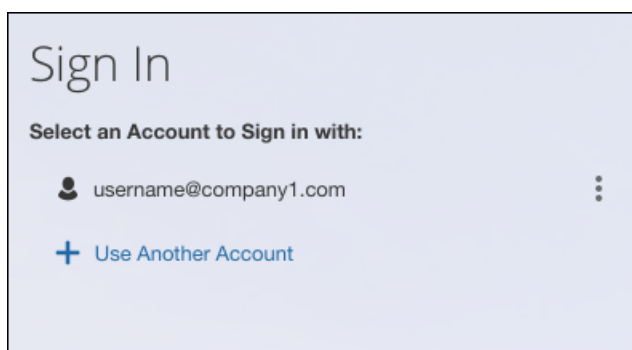 Sign In
Select an Account to Sign in with:
username@company1.com
Use Another Account